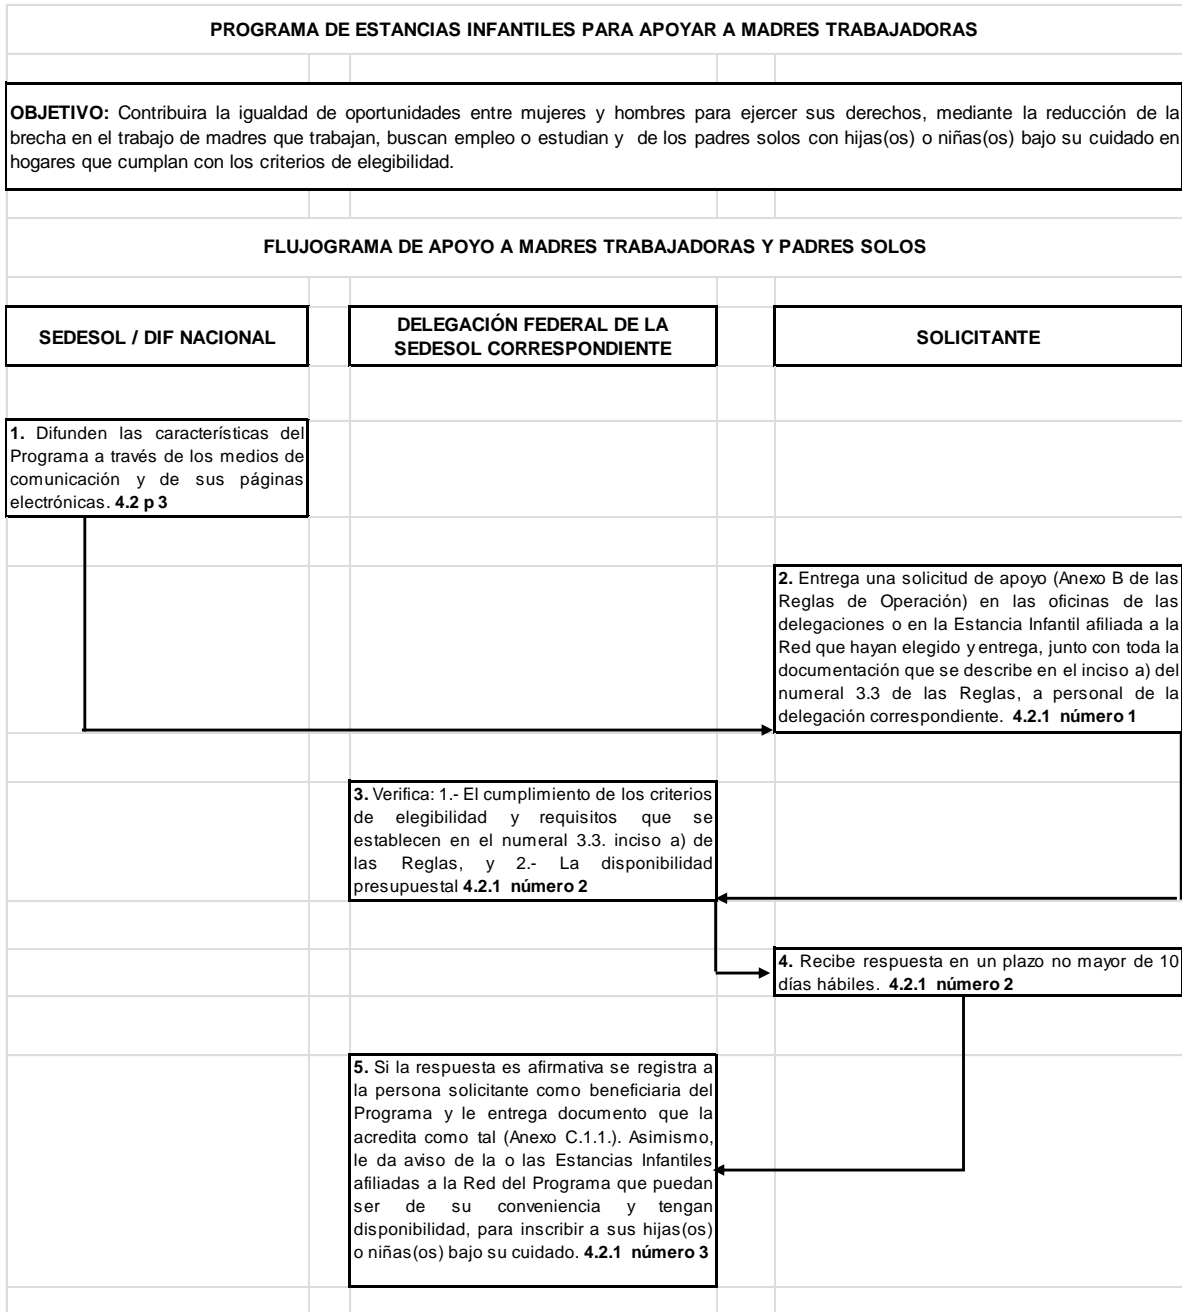 PROGRAMA DE ESTANCIAS INFANTILES PARA APOYAR A MADRES TRABAJADORAS
OBJETIVO: Contribuira la igualdad de oportunidades entre mujeres y hombres para ejercer sus derechos, mediante la reducción de la
brecha en el trabajo de madres que trabajan, buscan empleo o estudian y de los padres solos con hijas(os) o niñas(os) bajo su cuidado en
hogares que cumplan con los criterios de elegibilidad.
FLUJOGRAMA DE APOYO A MADRES TRABAJADORAS Y PADRES SOLOS
SEDESOL / DIF NACIONAL
DELEGACIÓN FEDERAL DE LA
SEDESOL CORRESPONDIENTE
SOLICITANTE
1. Difunden las características del
Programa a través de los medios de
comunicación y de sus páginas
electrónicas. 4.2 p 3
2. Entrega una solicitud de apoyo (Anexo B de las
Reglas de Operación) en las oficinas de las
delegaciones o en la Estancia Infantil afiliada a la
Red que hayan elegido y entrega, junto con toda la
documentación que se describe en el inciso a) del
numeral 3.3 de las Reglas, a personal de la
delegación correspondiente. 4.2.1 número 1
3. Verifica: 1.- El cumplimiento de los criterios
de elegibilidad y requisitos que se
establecen en el numeral 3.3. inciso a) de
las Reglas, y 2.- La disponibilidad
presupuestal 4.2.1 número 2
4. Recibe respuesta en un plazo no mayor de 10
días hábiles. 4.2.1 número 2
5. Si la respuesta es afirmativa se registra a
la persona solicitante como beneficiaria del
Programa y le entrega documento que la
acredita como tal (Anexo C.1.1.). Asimismo,
le da aviso de la o las Estancias Infantiles
afiliadas a la Red del Programa que puedan
ser de su conveniencia y tengan
disponibilidad, para inscribir a sus hijas(os)
o niñas(os) bajo su cuidado. 4.2.1 número 3